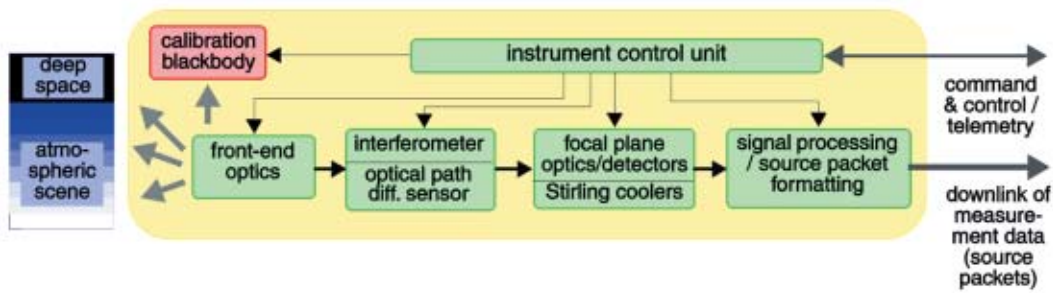 deep
space
atmo-
spheric
scene
calibration
blackbody
instrument control unit
front-end
optics
interferometer
optical path
diff. sensor
focal plane
optics/detectors
Stirling coolers
signal processing
/ source packet
formatting
command
& control /
telemetry
downlink of
measure-
ment data
(source
packets)